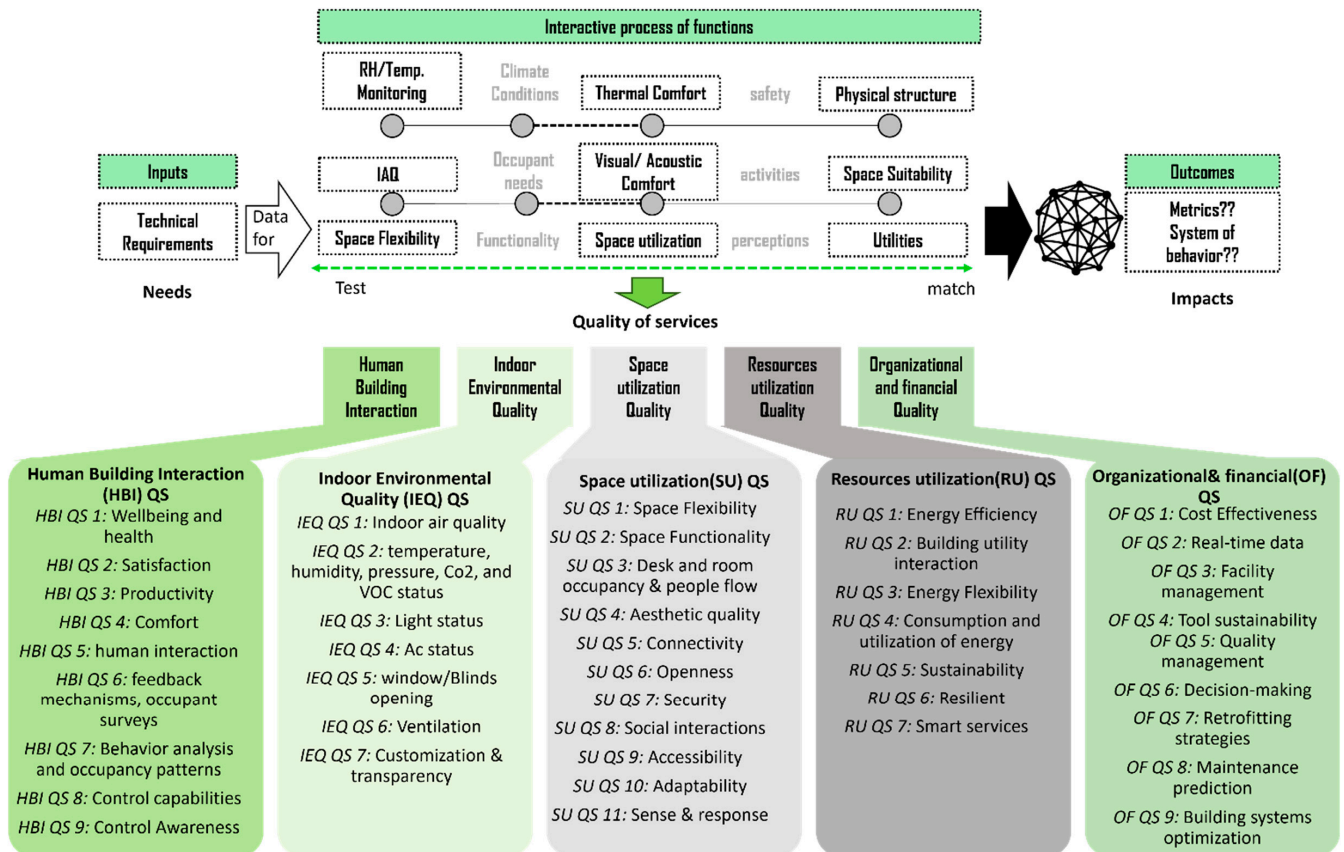 Interactive process of functions
RH/Temp.
Monitoring
Climate
Conditions
Thermal Comfort
safety
Physical structure
Inputs
Technical
Requirements
Needs
Data
for
IAQ
Occupant
needs
Visual/ Acoustic
Comfort
activities
Space Suitability
Space Flexibility
Functionality
Space utilization
perceptions
Utilities
Test
match
Outcomes
Metrics??
System of
behavior??
Impacts
Quality of services
Human
Building
Interaction
Indoor
Environmental
Quality
Space
utilization
Quality
Resources
utilization
Quality
Organizational
and financial
Quality
Human Building Interaction
(HBI) QS
HBI QS 1: Wellbeing and
health
HBI QS 2: Satisfaction
HBI QS 3: Productivity
HBI QS 4: Comfort
HBI QS 5: human interaction
HBI QS 6: feedback
mechanisms, occupant
surveys
HBI QS 7: Behavior analysis
and occupancy patterns
HBI QS 8: Control capabilities
HBI QS 9: Control Awareness
Indoor Environmental
Quality (IEQ) QS
IEQ QS 1: Indoor air quality
IEQ QS 2: temperature,
humidity, pressure, Co2, and
VOC status
IEQ QS 3: Light status
IEQ QS 4: Ac status
IEQ QS 5: window/Blinds
opening
IEQ QS 6: Ventilation
IEQ QS 7: Customization &
transparency
Space utilization(SU) QS
SU QS 1: Space Flexibility
SU QS 2: Space Functionality
SU QS 3: Desk and room
occupancy & people flow
SU QS 4: Aesthetic quality
SU QS 5: Connectivity
SU QS 6: Openness
SU QS 7: Security
SU QS 8: Social interactions
SU QS 9: Accessibility
SU QS 10: Adaptability
SU QS 11: Sense & response
Resources utilization(RU) QS
RU QS 1: Energy Efficiency
RU QS 2: Building utility
interaction
RU QS 3: Energy Flexibility
RU QS 4: Consumption and
utilization of energy
RU QS 5: Sustainability
RU QS 6: Resilient
RU QS 7: Smart services
Organizational& financial(OF)
QS
OF QS 1: Cost Effectiveness
OF QS 2: Real-time data
OF QS 3: Facility
management
OF QS 4: Tool sustainability
OF QS 5: Quality
management
OF QS 6: Decision-making
OF QS 7: Retrofitting
strategies
OF QS 8: Maintenance
prediction
OF QS 9: Building systems
optimization